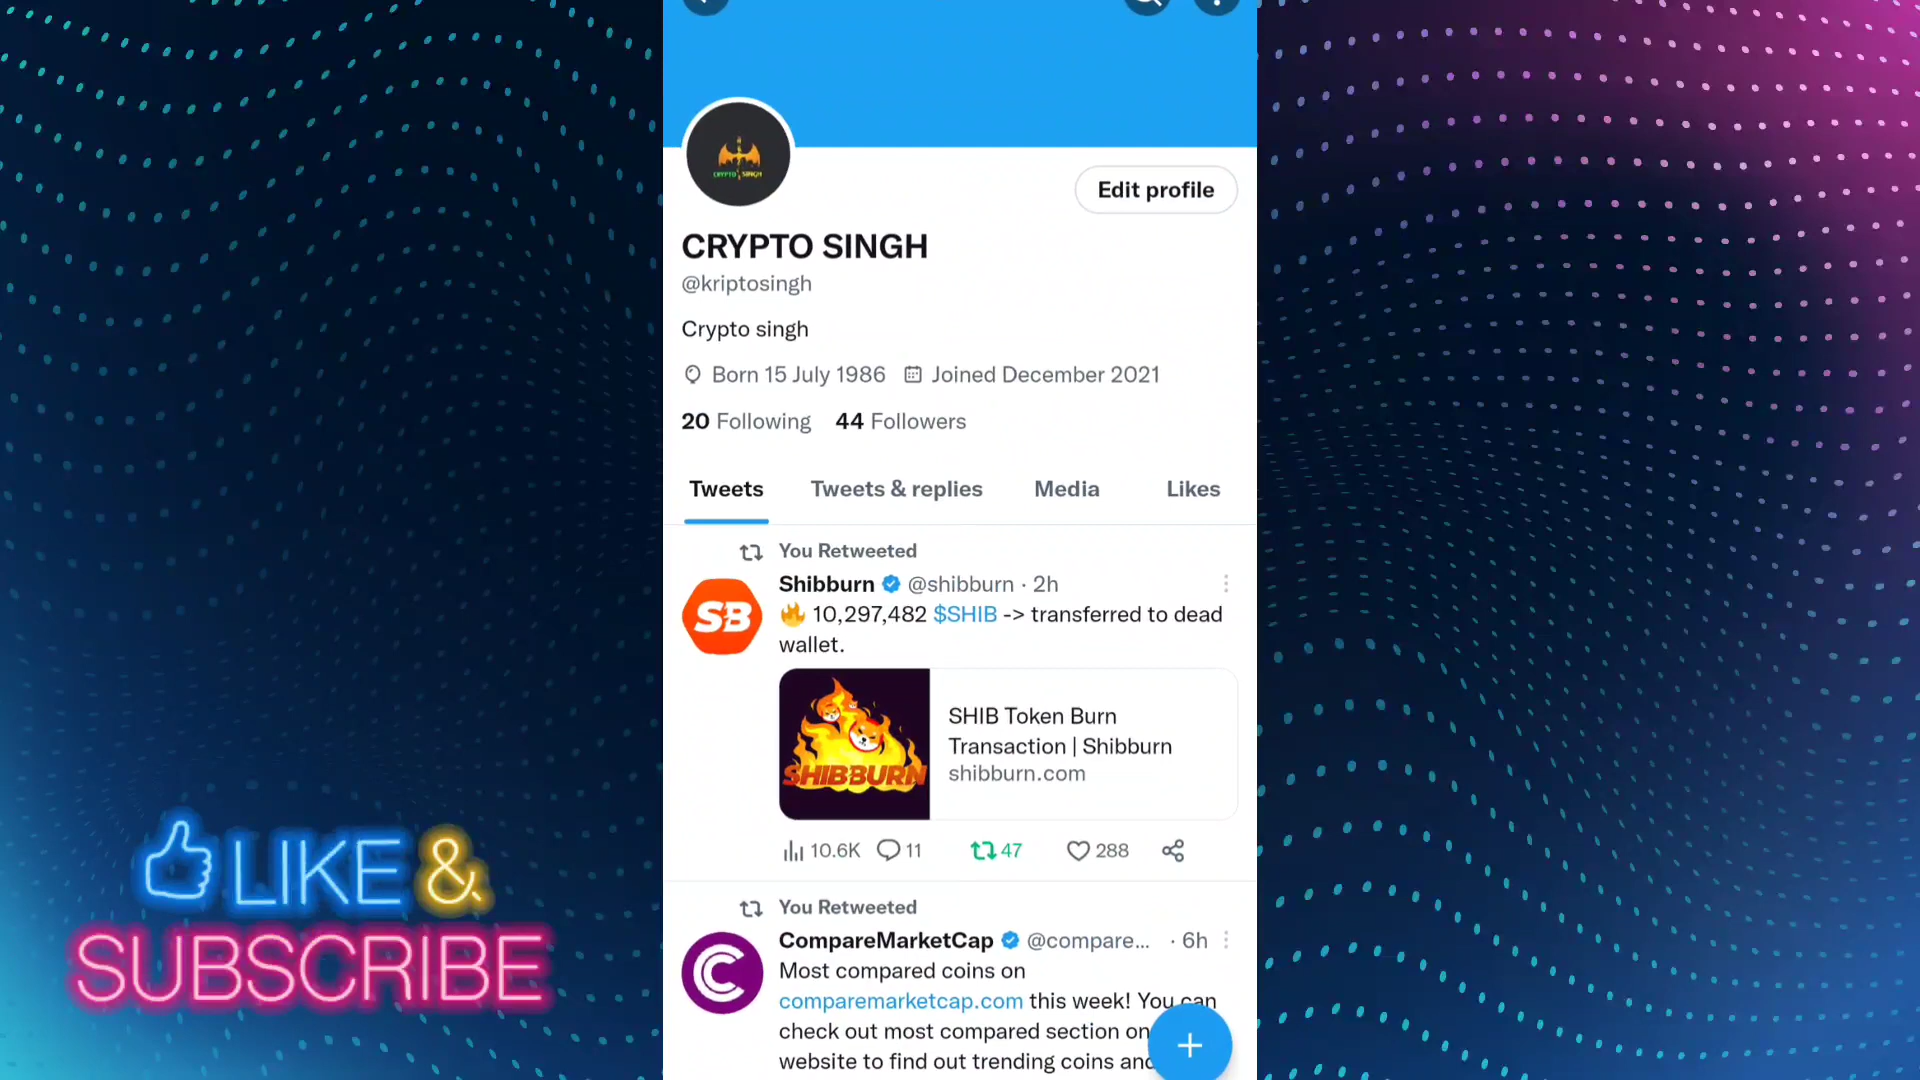 CRYPTO SINGH
Edit profile
CRYPTO SINGH
@kriptosingh
Crypto singh
Born 15 July 1986 Joined December 2021
20 Following 44 Followers
Tweets Tweets & replies Media Likes
You Retweeted
Shibburn @shibburn · 2h
SB
🔥 10,297,482 $SHIB -> transferred to dead
wallet.
SHIBBURN
SHIB Token Burn
Transaction | Shibburn
shibburn.com
10.6K 11 47 288
You Retweeted
CompareMarketCap @compare... · 6h
Most compared coins on
comparemarketcap.com this week! You can
check out most compared section on
website to find out trending coins and
LIKE &
SUBSCRIBE